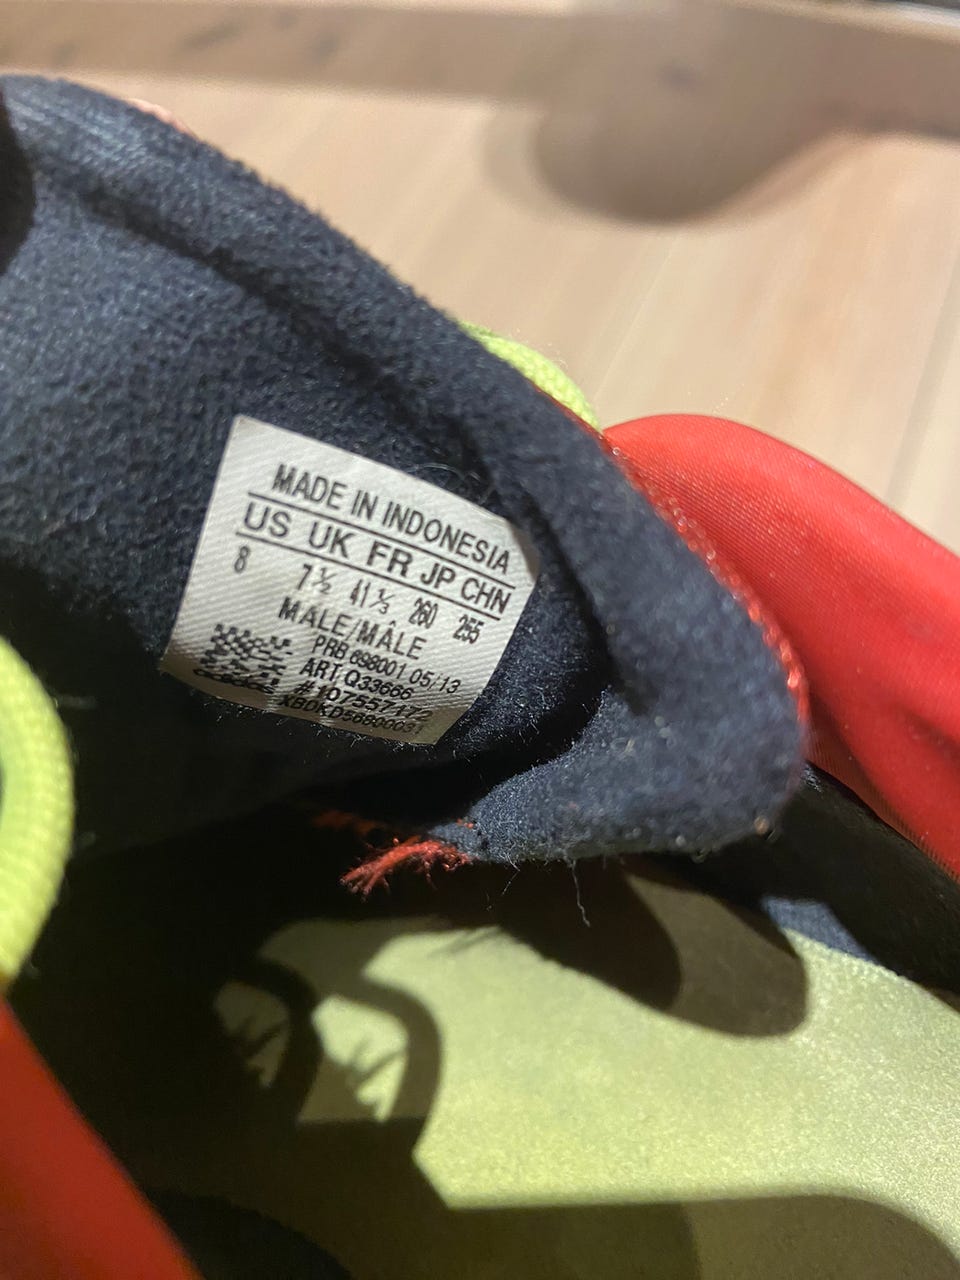 MADE IN INDONESIA
US UK FR JP CHN
8 7½ 41⅓ 260 255
MALE/MÂLE
PRB 698001 05/13
ART.Q33666
#107557172
XBDKD56800031